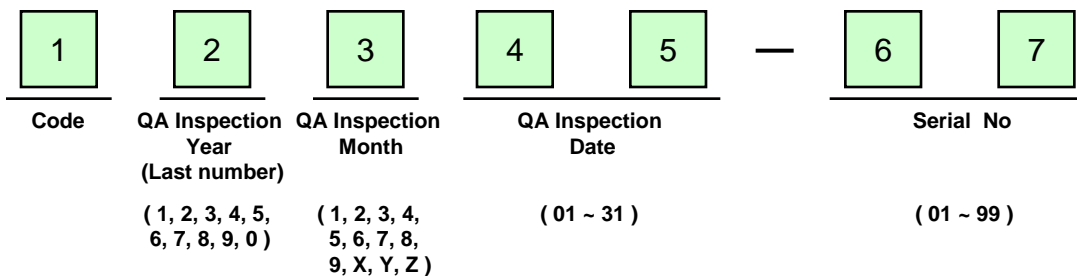 1 2 3 4 5 — 6 7
Code QA Inspection QA Inspection QA Inspection Serial No
Year Month Date
(Last number)
( 1, 2, 3, 4, 5, ( 1, 2, 3, 4, ( 01 ~ 31 ) ( 01 ~ 99 )
6, 7, 8, 9, 0 ) 5, 6, 7, 8,
9, X, Y, Z )